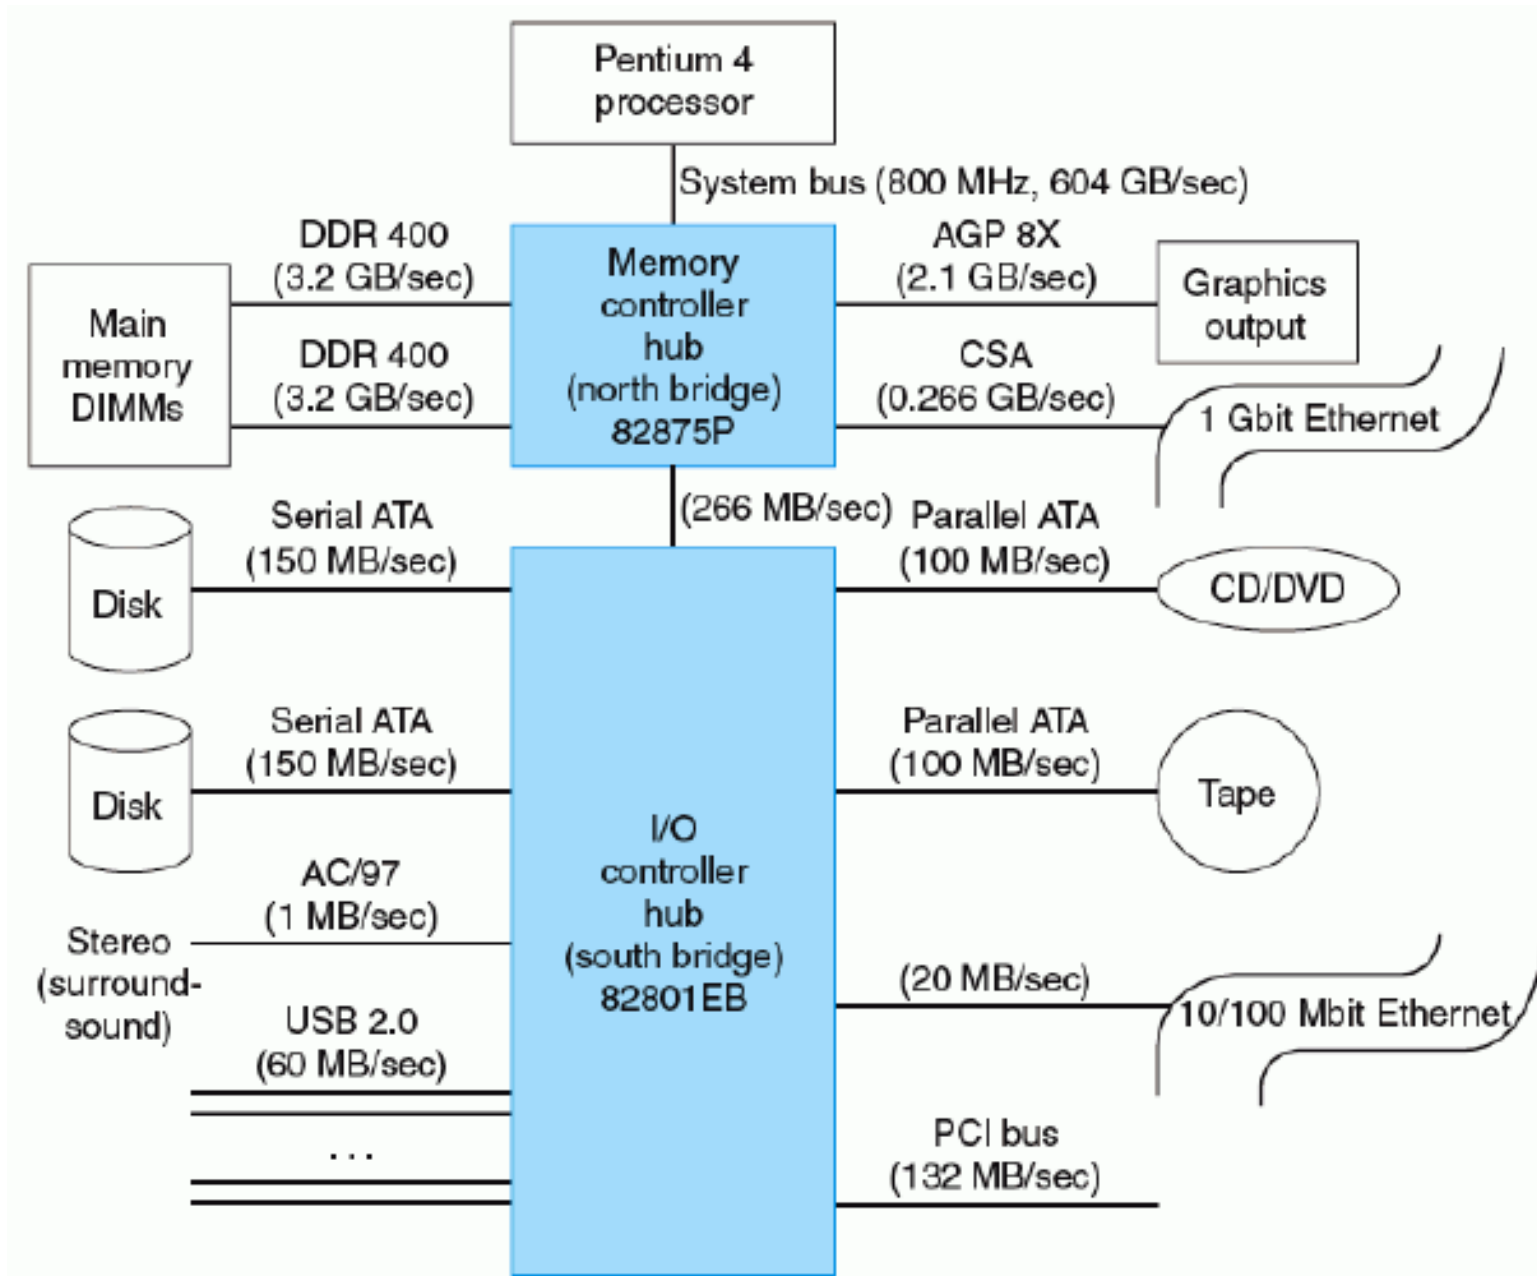 Pentium 4
processor
System bus (800 MHz, 604 GB/sec)
DDR 400
(3.2 GB/sec)
Memory
controller
hub
(north bridge)
82875P
AGP 8X
(2.1 GB/sec)
Graphics
output
Main
memory
DIMMs
DDR 400
(3.2 GB/sec)
CSA
(0.266 GB/sec)
1 Gbit Ethernet
(266 MB/sec)
Serial ATA
(150 MB/sec)
Disk
Parallel ATA
(100 MB/sec)
CD/DVD
Serial ATA
(150 MB/sec)
Disk
Parallel ATA
(100 MB/sec)
Tape
I/O
controller
hub
(south bridge)
82801EB
AC/97
(1 MB/sec)
Stereo
(surround-
sound)
(20 MB/sec)
10/100 Mbit Ethernet
USB 2.0
(60 MB/sec)
. . .
PCI bus
(132 MB/sec)